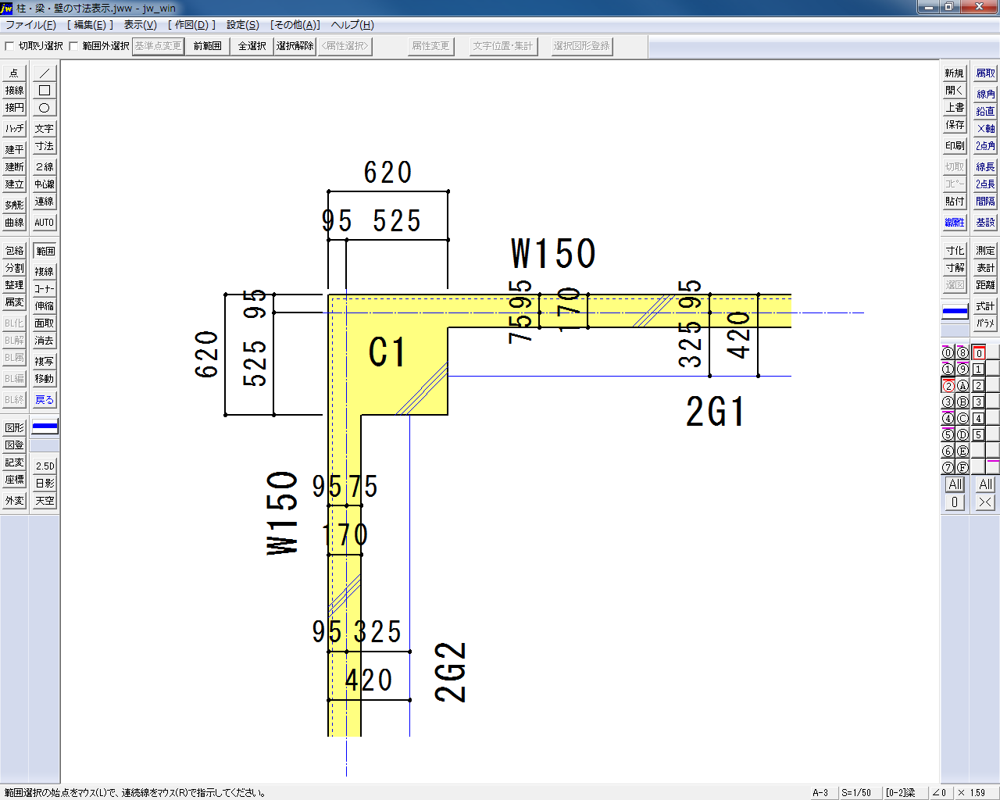 柱・梁・壁の寸法表示.jww - jw_win
ファイル(F) [ 編集(E) ] 表示(V) [ 作図(D) ] 設定(S) [その他(A)] ヘルプ(H)
切取り選択 範囲外選択 基準点変更 前範囲 全選択 選択解除 <属性選択> 属性変更 文字位置・集計 選択図形登録
点 ／
接線 □
接円 ○
ハッチ 文字
建平 寸法
建断 2線
建立 中心線
多角形 連線
曲線 AUTO
包絡 範囲
分割 複線
整理 コーナー
属変 伸縮
BL化 面取
BL解 消去
BL属 複写
BL編 移動
BL終 戻る
図形
図登
記変 2.5D
座標 日影
外変 天空
620
95 525
W150
95
75
170
95
325
420
620
95
525
C1
2G1
W150
95 75
170
95 325
420
2G2
新規 属取
開く 線角
上書 鉛直
保存 ×軸
印刷 2点角
切取 線長
コピー 2点長
貼付 間隔
線属性 基設
寸化 測定
寸解 表計
選図 距離
式計
パラメ
0 8 0
1 9 1
2 A 2
3 B 3
4 C 4
5 D 5
6 E
7 F
All All
0 ×
範囲選択の始点をマウス(L)で、連続線をマウス(R)で指示してください。 A-3 S=1/50 [0-2]梁 ∠0 × 1.59